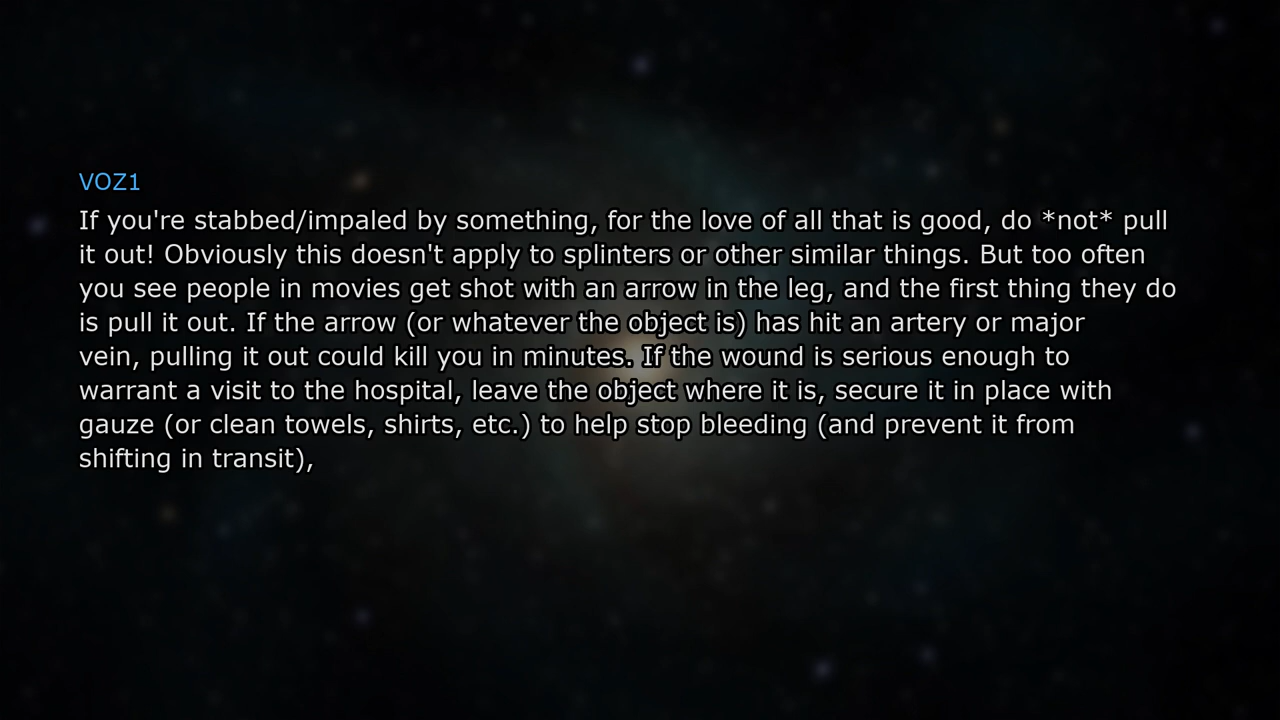 VOZ1
If you're stabbed/impaled by something, for the love of all that is good, do *not* pull
it out! Obviously this doesn't apply to splinters or other similar things. But too often
you see people in movies get shot with an arrow in the leg, and the first thing they do
is pull it out. If the arrow (or whatever the object is) has hit an artery or major
vein, pulling it out could kill you in minutes. If the wound is serious enough to
warrant a visit to the hospital, leave the object where it is, secure it in place with
gauze (or clean towels, shirts, etc.) to help stop bleeding (and prevent it from
shifting in transit),